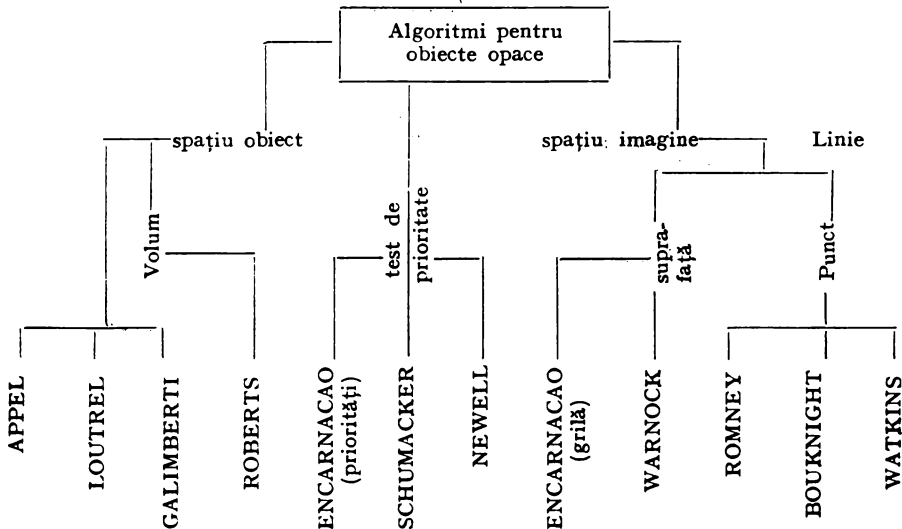 Algoritmi pentru
obiecte opace
spațiu obiect
spațiu imagine
Linie
Volum
test de
prioritate
supra-
față
Punct
APPEL
LOUTREL
GALIMBERTI
ROBERTS
ENCARNACAO
(priorități)
SCHUMACKER
NEWELL
ENCARNACAO
(grilă)
WARNOCK
ROMNEY
BOUKNIGHT
WATKINS